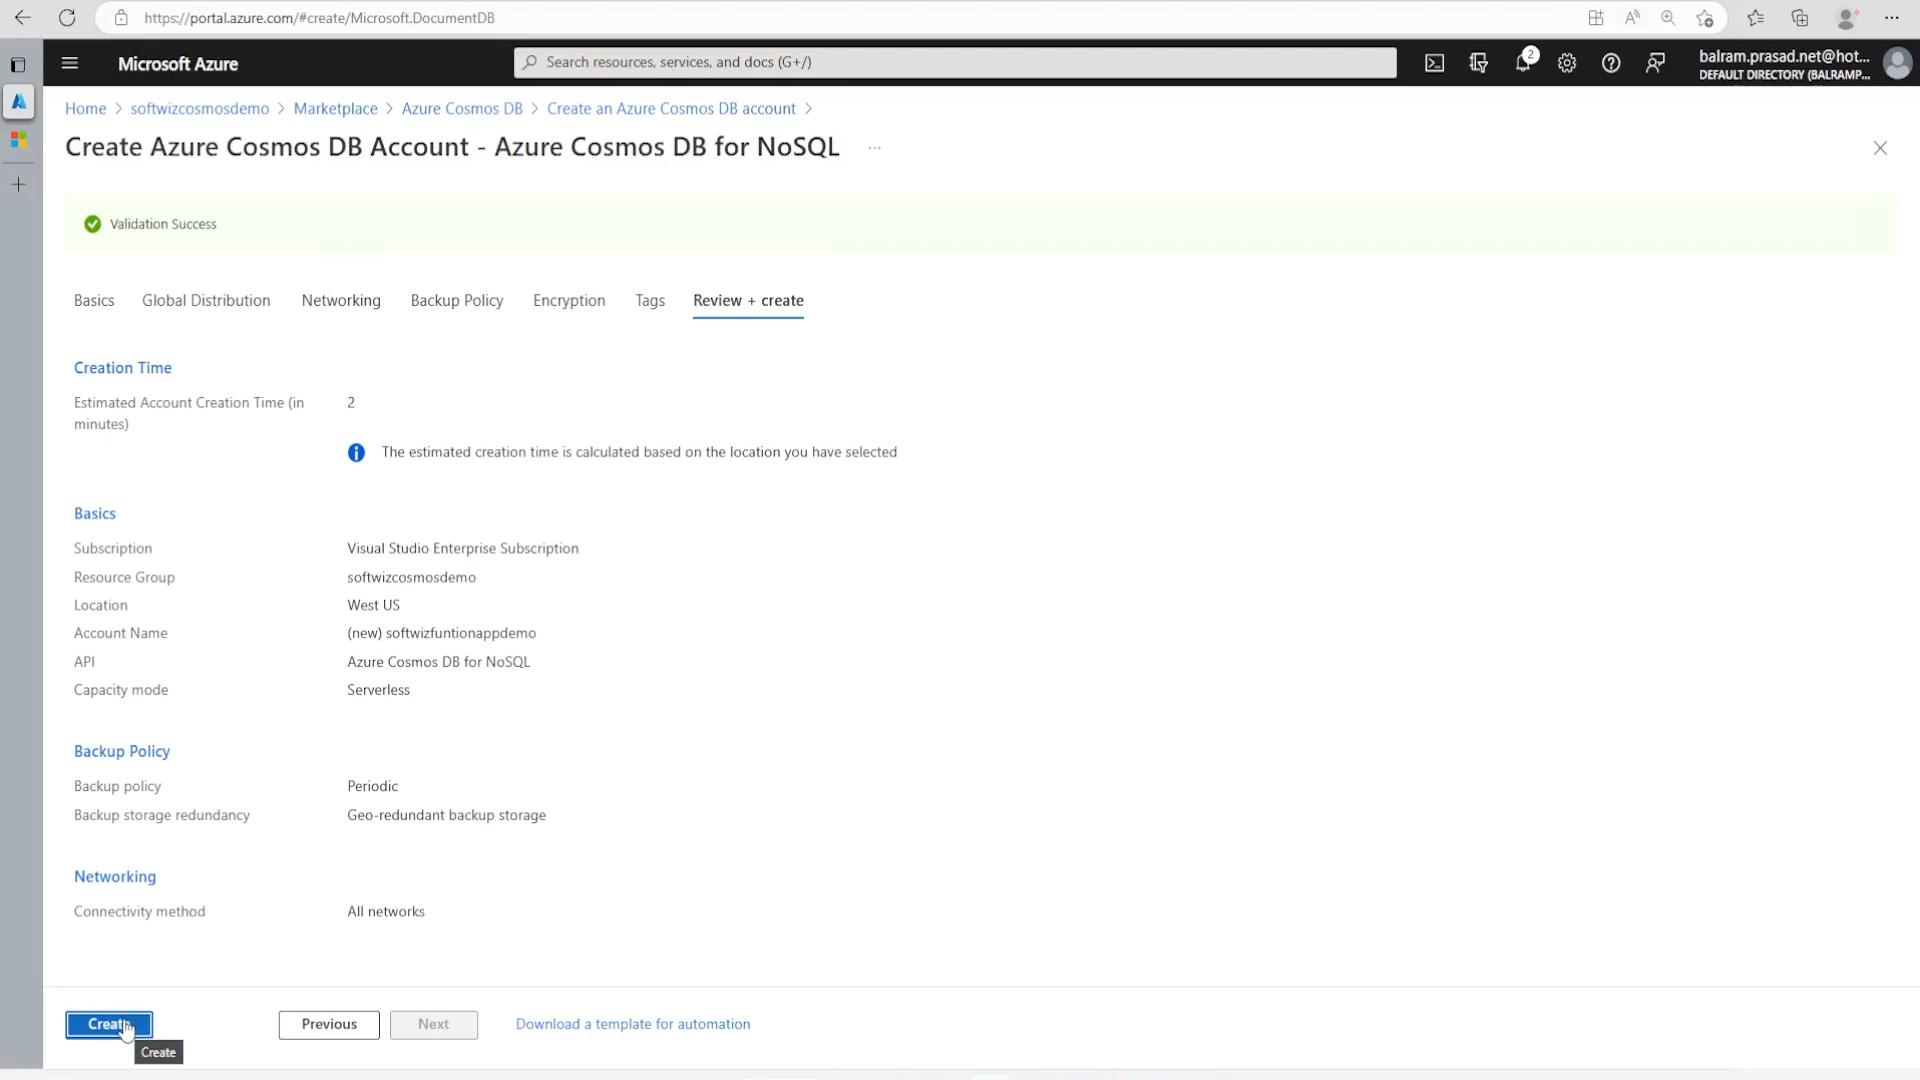 https://portal.azure.com/#create/Microsoft.DocumentDB
Microsoft Azure
Search resources, services, and docs (G+/)
2
balram.prasad.net@hot...
DEFAULT DIRECTORY (BALRAMP...
Home > softwizcosmosdemo > Marketplace > Azure Cosmos DB > Create an Azure Cosmos DB account >
Create Azure Cosmos DB Account - Azure Cosmos DB for NoSQL ...
Validation Success
Basics Global Distribution Networking Backup Policy Encryption Tags Review + create
Creation Time
Estimated Account Creation Time (in
minutes)
2
The estimated creation time is calculated based on the location you have selected
Basics
Subscription Visual Studio Enterprise Subscription
Resource Group softwizcosmosdemo
Location West US
Account Name (new) softwizfuntionappdemo
API Azure Cosmos DB for NoSQL
Capacity mode Serverless
Backup Policy
Backup policy Periodic
Backup storage redundancy Geo-redundant backup storage
Networking
Connectivity method All networks
Create Previous Next Download a template for automation
Create